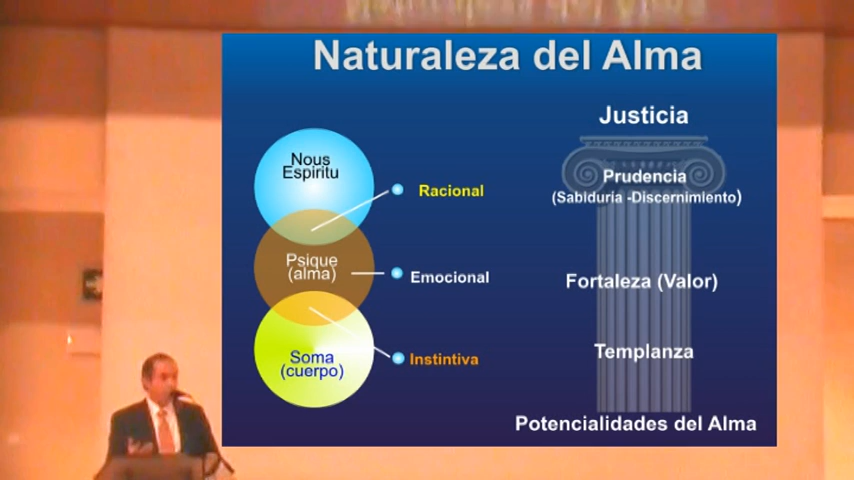 Naturaleza del Alma
Nous
Espíritu
Psique
(alma)
Soma
(cuerpo)
Racional
Emocional
Instintiva
Justicia
Prudencia
(Sabiduría -Discernimiento)
Fortaleza (Valor)
Templanza
Potencialidades del Alma